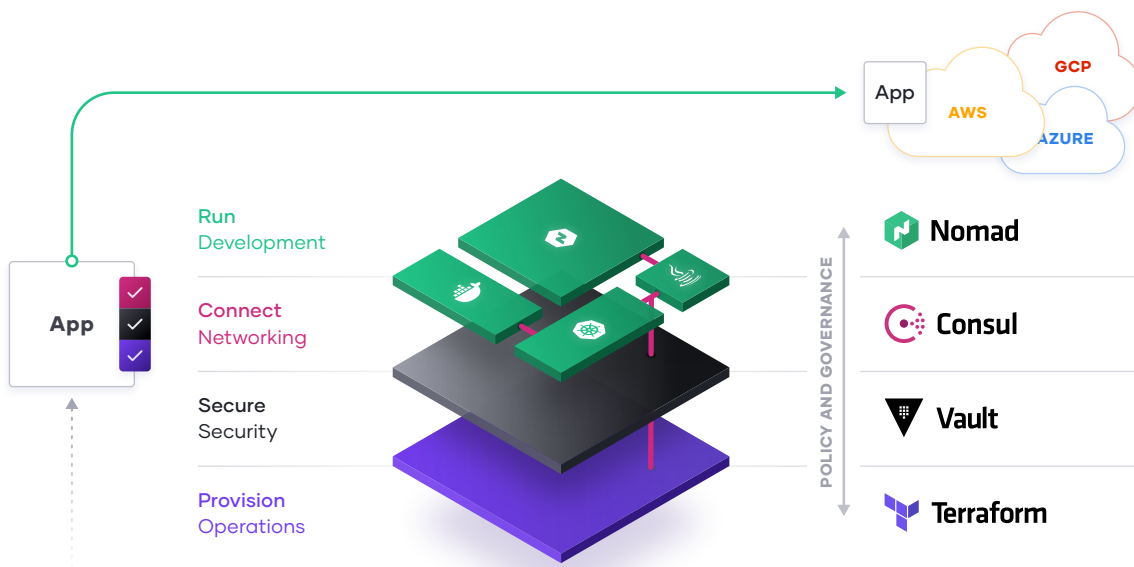 GCP
App
AWS
AZURE
Run
Development
Nomad
App
Connect
Networking
POLICY AND GOVERNANCE
Consul
Secure
Security
Vault
Provision
Operations
Terraform